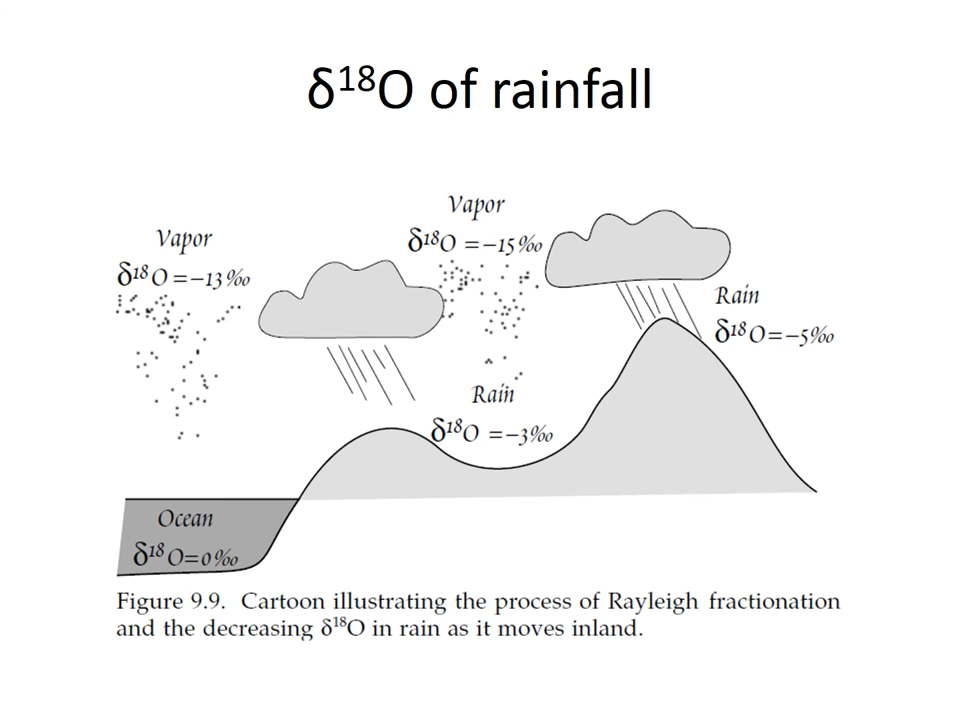 δ¹⁸O of rainfall
Vapor
δ¹⁸O =–13‰
Vapor
δ¹⁸O =–15‰
Rain
δ¹⁸O=–5‰
Rain
δ¹⁸O =–3‰
Ocean
δ¹⁸O=0‰
Figure 9.9. Cartoon illustrating the process of Rayleigh fractionation
and the decreasing δ¹⁸O in rain as it moves inland.